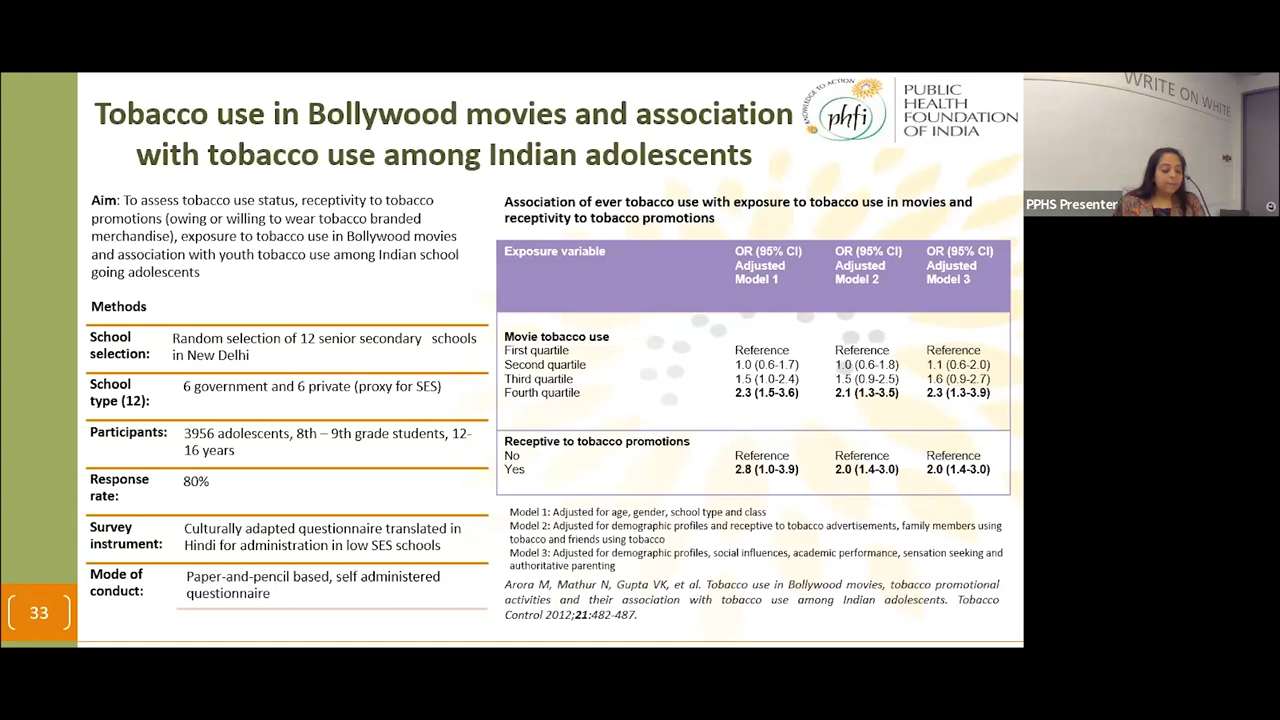 Tobacco use in Bollywood movies and association
with tobacco use among Indian adolescents
KNOWLEDGE TO ACTION
phfi
PUBLIC
HEALTH
FOUNDATION
OF INDIA
Aim: To assess tobacco use status, receptivity to tobacco
promotions (owing or willing to wear tobacco branded
merchandise), exposure to tobacco use in Bollywood movies
and association with youth tobacco use among Indian school
going adolescents
Methods
School selection: Random selection of 12 senior secondary schools in New Delhi
School type (12): 6 government and 6 private (proxy for SES)
Participants: 3956 adolescents, 8th – 9th grade students, 12-16 years
Response rate: 80%
Survey instrument: Culturally adapted questionnaire translated in Hindi for administration in low SES schools
Mode of conduct: Paper-and-pencil based, self administered questionnaire
33
Association of ever tobacco use with exposure to tobacco use in movies and
receptivity to tobacco promotions
Exposure variable OR (95% CI) Adjusted Model 1 OR (95% CI) Adjusted Model 2 OR (95% CI) Adjusted Model 3
Movie tobacco use
First quartile Reference Reference Reference
Second quartile 1.0 (0.6-1.7) 1.0 (0.6-1.8) 1.1 (0.6-2.0)
Third quartile 1.5 (1.0-2.4) 1.5 (0.9-2.5) 1.6 (0.9-2.7)
Fourth quartile 2.3 (1.5-3.6) 2.1 (1.3-3.5) 2.3 (1.3-3.9)
Receptive to tobacco promotions
No Reference Reference Reference
Yes 2.8 (1.0-3.9) 2.0 (1.4-3.0) 2.0 (1.4-3.0)
Model 1: Adjusted for age, gender, school type and class
Model 2: Adjusted for demographic profiles and receptive to tobacco advertisements, family members using
tobacco and friends using tobacco
Model 3: Adjusted for demographic profiles, social influences, academic performance, sensation seeking and
authoritative parenting
Arora M, Mathur N, Gupta VK, et al. Tobacco use in Bollywood movies, tobacco promotional
activities and their association with tobacco use among Indian adolescents. Tobacco
Control 2012;21:482-487.
WRITE ON WHITE
PPHS Presenter